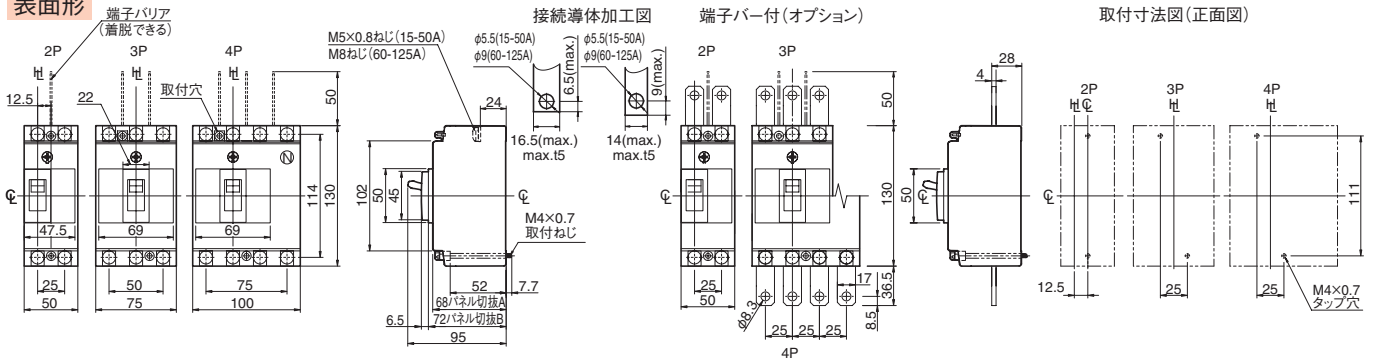 表面形
端子バリア
(着脱できる)
2P
3P
4P
12.5
22
取付穴
50
114
130
47.5
69
69
25
50
50
75
75
100
M5×0.8ねじ(15-50A)
M8ねじ(60-125A)
24
102
50
45
M4×0.7
取付ねじ
52
7.7
68パネル切抜A
72パネル切抜B
6.5
95
接続導体加工図
φ5.5(15-50A)
φ9(60-125A)
6.5(max.)
16.5(max.)
max.t5
φ5.5(15-50A)
φ9(60-125A)
9(max.)
14(max.)
max.t5
端子バー付(オプション)
2P
3P
50
130
36.5
25
50
17
φ8.3
8.5
25
25
25
4P
28
4
50
取付寸法図(正面図)
2P
3P
4P
111
12.5
25
25
M4×0.7
タップ穴
N